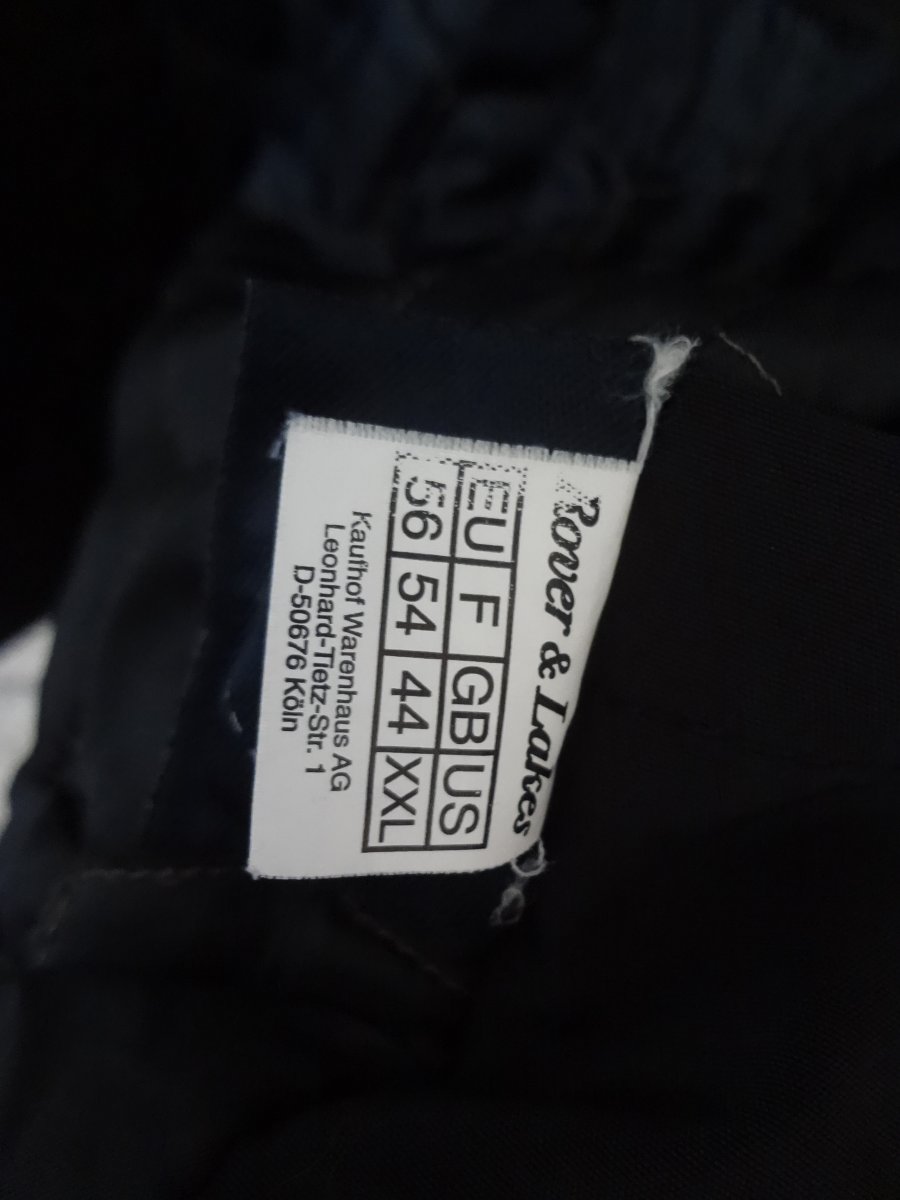 Rover & Lakes
EU F GB US
56 54 44 XXL
Kaufhof Warenhaus AG
Leonhard-Tietz-Str. 1
D-50676 Köln